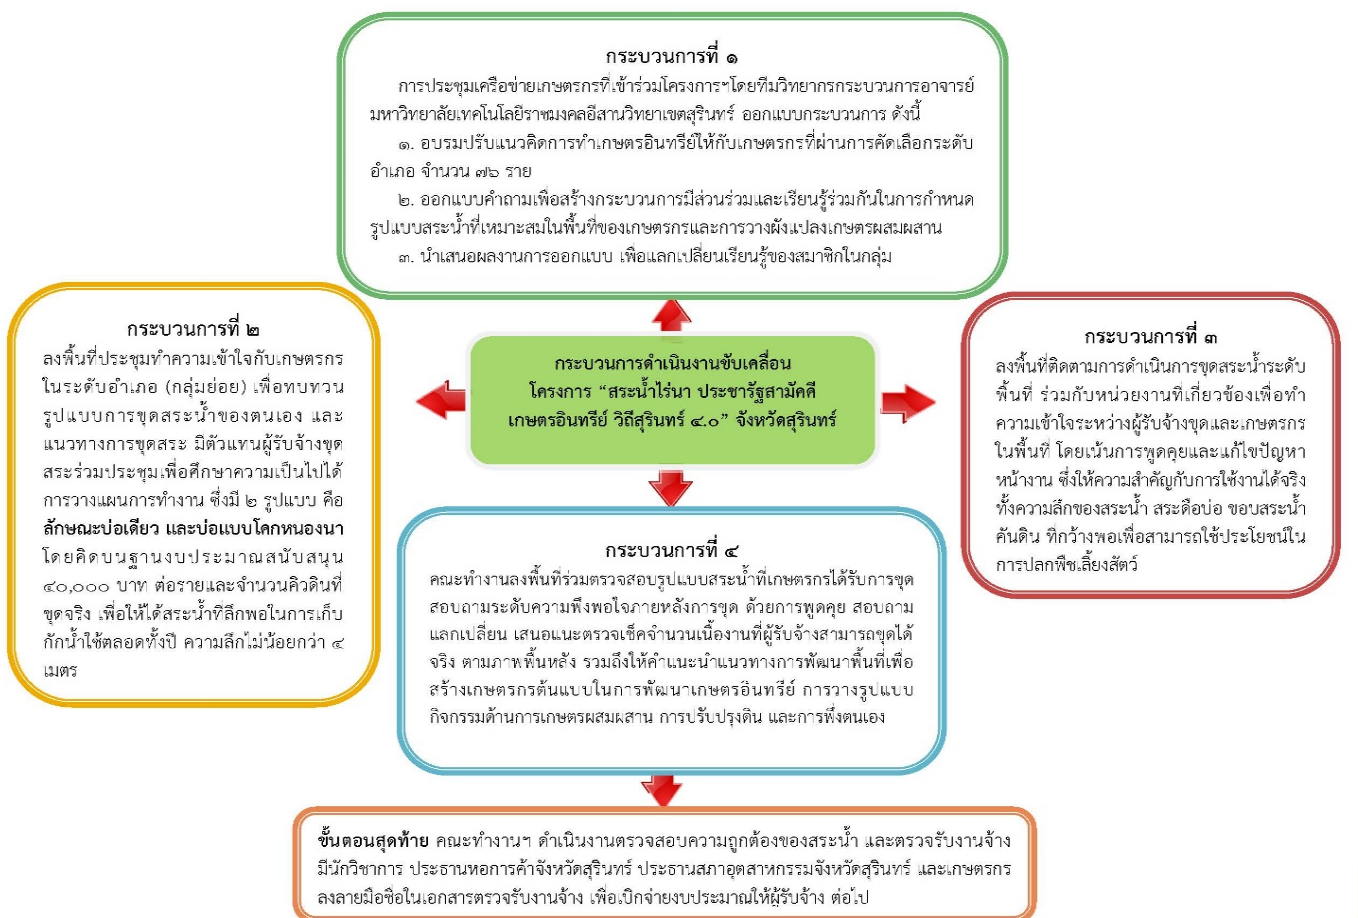 กระบวนการที่ ๑
การประชุมเครือข่ายเกษตรกรที่เข้าร่วมโครงการฯโดยทีมวิทยากรกระบวนการอาจารย์
มหาวิทยาลัยเทคโนโลยีราชมงคลอีสานวิทยาเขตสุรินทร์ ออกแบบกระบวนการ ดังนี้
๑. อบรมปรับแนวคิดการทำเกษตรอินทรีย์ให้กับเกษตรกรที่ผ่านการคัดเลือกระดับ
อำเภอ จำนวน ๗๖ ราย
๒. ออกแบบคำถามเพื่อสร้างกระบวนการมีส่วนร่วมและเรียนรู้ร่วมกันในการกำหนด
รูปแบบสระน้ำที่เหมาะสมในพื้นที่ของเกษตรกรและการวางผังแปลงเกษตรผสมผสาน
๓. นำเสนอผลงานการออกแบบ เพื่อแลกเปลี่ยนเรียนรู้ของสมาชิกในกลุ่ม
กระบวนการที่ ๒
ลงพื้นที่ประชุมทำความเข้าใจกับเกษตรกร
ในระดับอำเภอ (กลุ่มย่อย) เพื่อทบทวน
รูปแบบการขุดสระน้ำของตนเอง และ
แนวทางการขุดสระ มีตัวแทนผู้รับจ้างขุด
สระร่วมประชุมเพื่อศึกษาความเป็นไปได้
การวางแผนการทำงาน ซึ่งมี ๒ รูปแบบ คือ
ลักษณะบ่อเดียว และบ่อแบบโคกหนองนา
โดยคิดบนฐานงบประมาณสนับสนุน
๔๐,๐๐๐ บาท ต่อรายและจำนวนคิวดินที่
ขุดจริง เพื่อให้ได้สระน้ำที่ลึกพอในการเก็บ
กักน้ำใช้ตลอดทั้งปี ความลึกไม่น้อยกว่า ๔
เมตร
กระบวนการดำเนินงานขับเคลื่อน
โครงการ “สระน้ำไร่นา ประชารัฐสามัคคี
เกษตรอินทรีย์ วิถีสุรินทร์ ๔.๐” จังหวัดสุรินทร์
กระบวนการที่ ๓
ลงพื้นที่ติดตามการดำเนินการขุดสระน้ำระดับ
พื้นที่ ร่วมกับหน่วยงานที่เกี่ยวข้องเพื่อทำ
ความเข้าใจระหว่างผู้รับจ้างขุดและเกษตรกร
ในพื้นที่ โดยเน้นการพูดคุยและแก้ไขปัญหา
หน้างาน ซึ่งให้ความสำคัญกับการใช้งานได้จริง
ทั้งความลึกของสระน้ำ สระดือบ่อ ขอบสระน้ำ
คันดิน ที่กว้างพอเพื่อสามารถใช้ประโยชน์ใน
การปลูกพืชเลี้ยงสัตว์
กระบวนการที่ ๔
คณะทำงานลงพื้นที่ร่วมตรวจสอบรูปแบบสระน้ำที่เกษตรกรได้รับการขุด
สอบถามระดับความพึงพอใจภายหลังการขุด ด้วยการพูดคุย สอบถาม
แลกเปลี่ยน เสนอแนะตรวจเช็คจำนวนเนื้องานที่ผู้รับจ้างสามารถขุดได้
จริง ตามภาพพื้นหลัง รวมถึงให้คำแนะนำแนวทางการพัฒนาพื้นที่เพื่อ
สร้างเกษตรกรต้นแบบในการพัฒนาเกษตรอินทรีย์ การวางรูปแบบ
กิจกรรมด้านการเกษตรผสมผสาน การปรับปรุงดิน และการพึ่งตนเอง
ขั้นตอนสุดท้าย คณะทำงานฯ ดำเนินงานตรวจสอบความถูกต้องของสระน้ำ และตรวจรับงานจ้าง
มีนักวิชาการ ประธานหอการค้าจังหวัดสุรินทร์ ประธานสภาอุตสาหกรรมจังหวัดสุรินทร์ และเกษตรกร
ลงลายมือชื่อในเอกสารตรวจรับงานจ้าง เพื่อเบิกจ่ายงบประมาณให้ผู้รับจ้าง ต่อไป